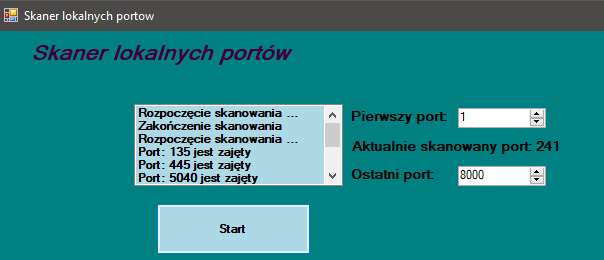 Skaner lokalnych portow
Skaner lokalnych portów
Rozpoczęcie skanowania ...
Zakończenie skanowania
Rozpoczęcie skanowania ...
Port: 135 jest zajęty
Port: 445 jest zajęty
Port: 5040 jest zajęty
Pierwszy port: 1
Aktualnie skanowany port: 241
Ostatni port: 8000
Start